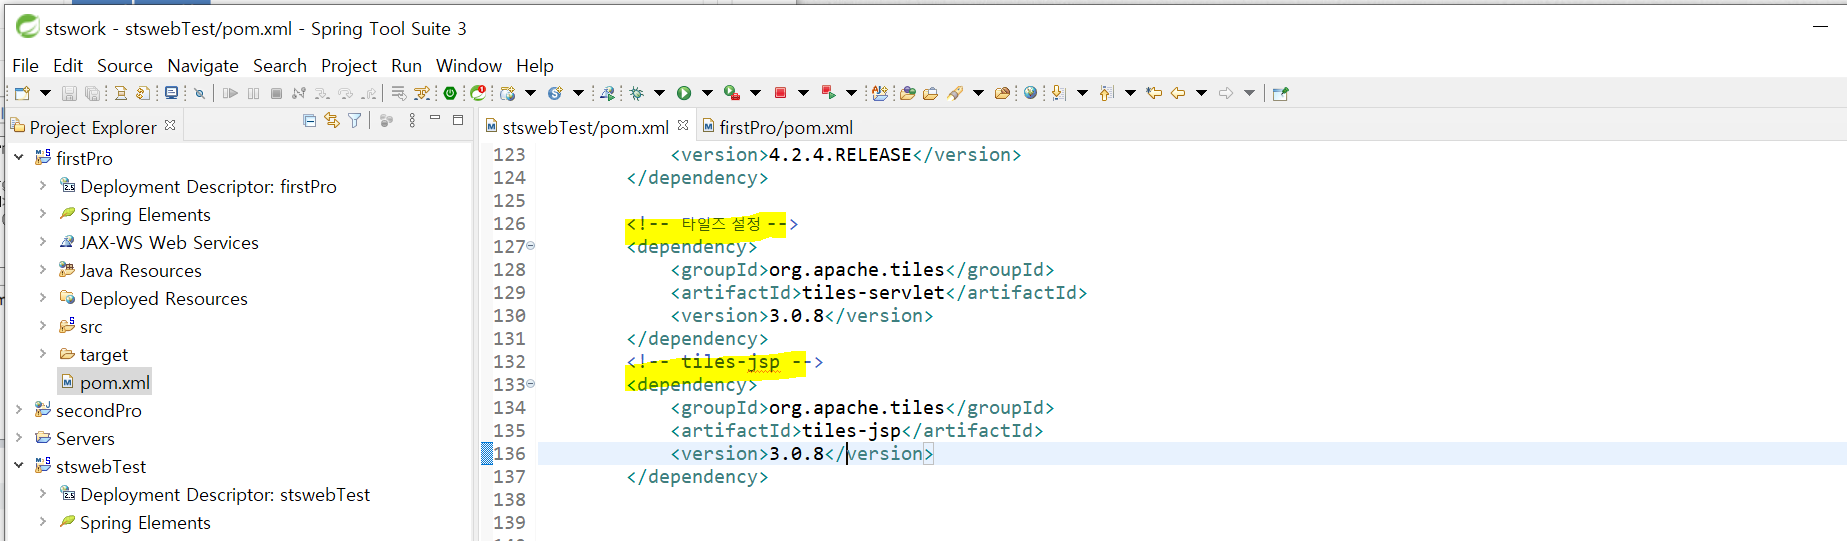 stswork - stswebTest/pom.xml - Spring Tool Suite 3
File Edit Source Navigate Search Project Run Window Help
Project Explorer
stswebTest/pom.xml
firstPro/pom.xml
firstPro
Deployment Descriptor: firstPro
Spring Elements
JAX-WS Web Services
Java Resources
Deployed Resources
src
target
pom.xml
secondPro
Servers
stswebTest
Deployment Descriptor: stswebTest
Spring Elements
123 <version>4.2.4.RELEASE</version>
124 </dependency>
125
126 <!-- 타일즈 설정 -->
127 <dependency>
128 <groupId>org.apache.tiles</groupId>
129 <artifactId>tiles-servlet</artifactId>
130 <version>3.0.8</version>
131 </dependency>
132 <!-- tiles-jsp -->
133 <dependency>
134 <groupId>org.apache.tiles</groupId>
135 <artifactId>tiles-jsp</artifactId>
136 <version>3.0.8</version>
137 </dependency>
138
139